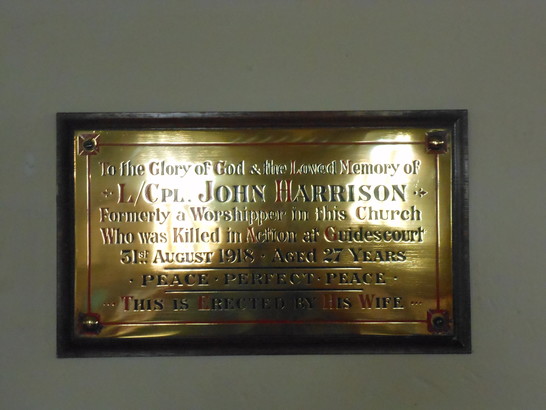 To the Glory of God & the Loved Memory of
L/CPL. JOHN HARRISON
Formerly a Worshipper in this Church
Who was Killed in Action at Guidescourt
31ST AUGUST 1918 · AGED 27 YEARS
· PEACE · PERFECT · PEACE ·
··· THIS IS ERECTED BY HIS WIFE ···